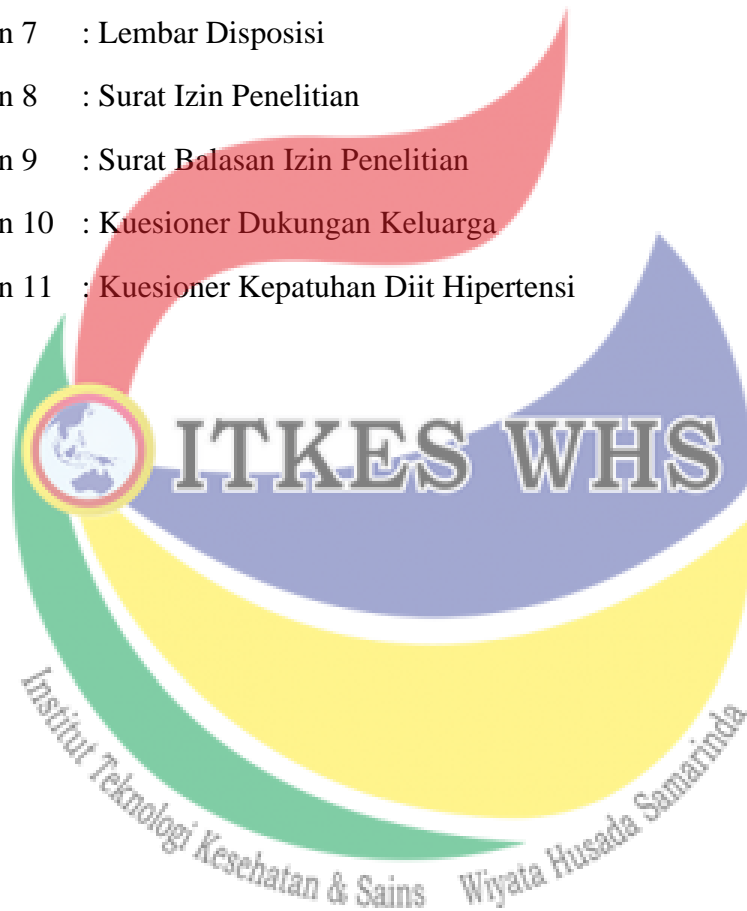 n 7 : Lembar Disposisi
n 8 : Surat Izin Penelitian
n 9 : Surat Balasan Izin Penelitian
n 10 : Kuesioner Dukungan Keluarga
n 11 : Kuesioner Kepatuhan Diit Hipertensi
ITKES WHS
Institut Teknologi Kesehatan & Sains Wiyata Husada Samarinda